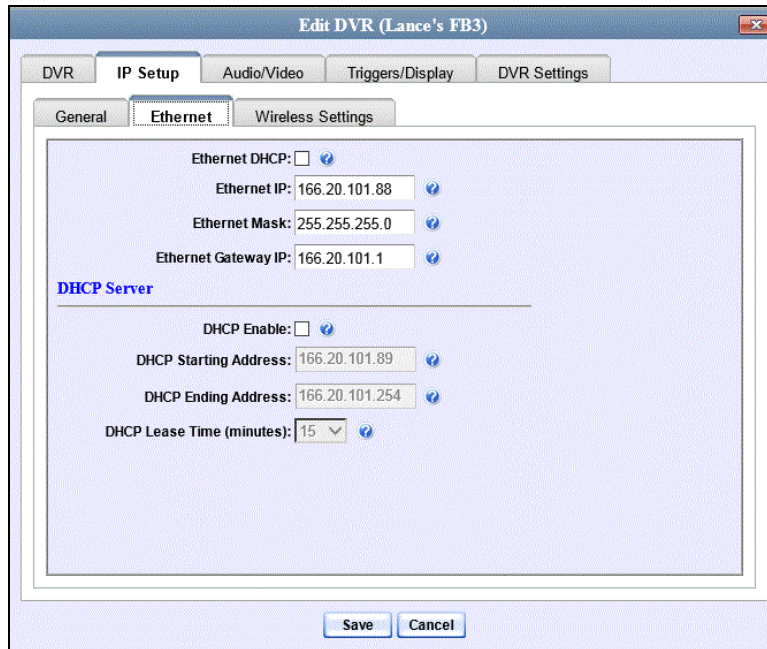 Edit DVR (Lance's FB3)
DVR IP Setup Audio/Video Triggers/Display DVR Settings
General Ethernet Wireless Settings
Ethernet DHCP:
Ethernet IP: 166.20.101.88
Ethernet Mask: 255.255.255.0
Ethernet Gateway IP: 166.20.101.1
DHCP Server
DHCP Enable:
DHCP Starting Address: 166.20.101.89
DHCP Ending Address: 166.20.101.254
DHCP Lease Time (minutes): 15
Save Cancel